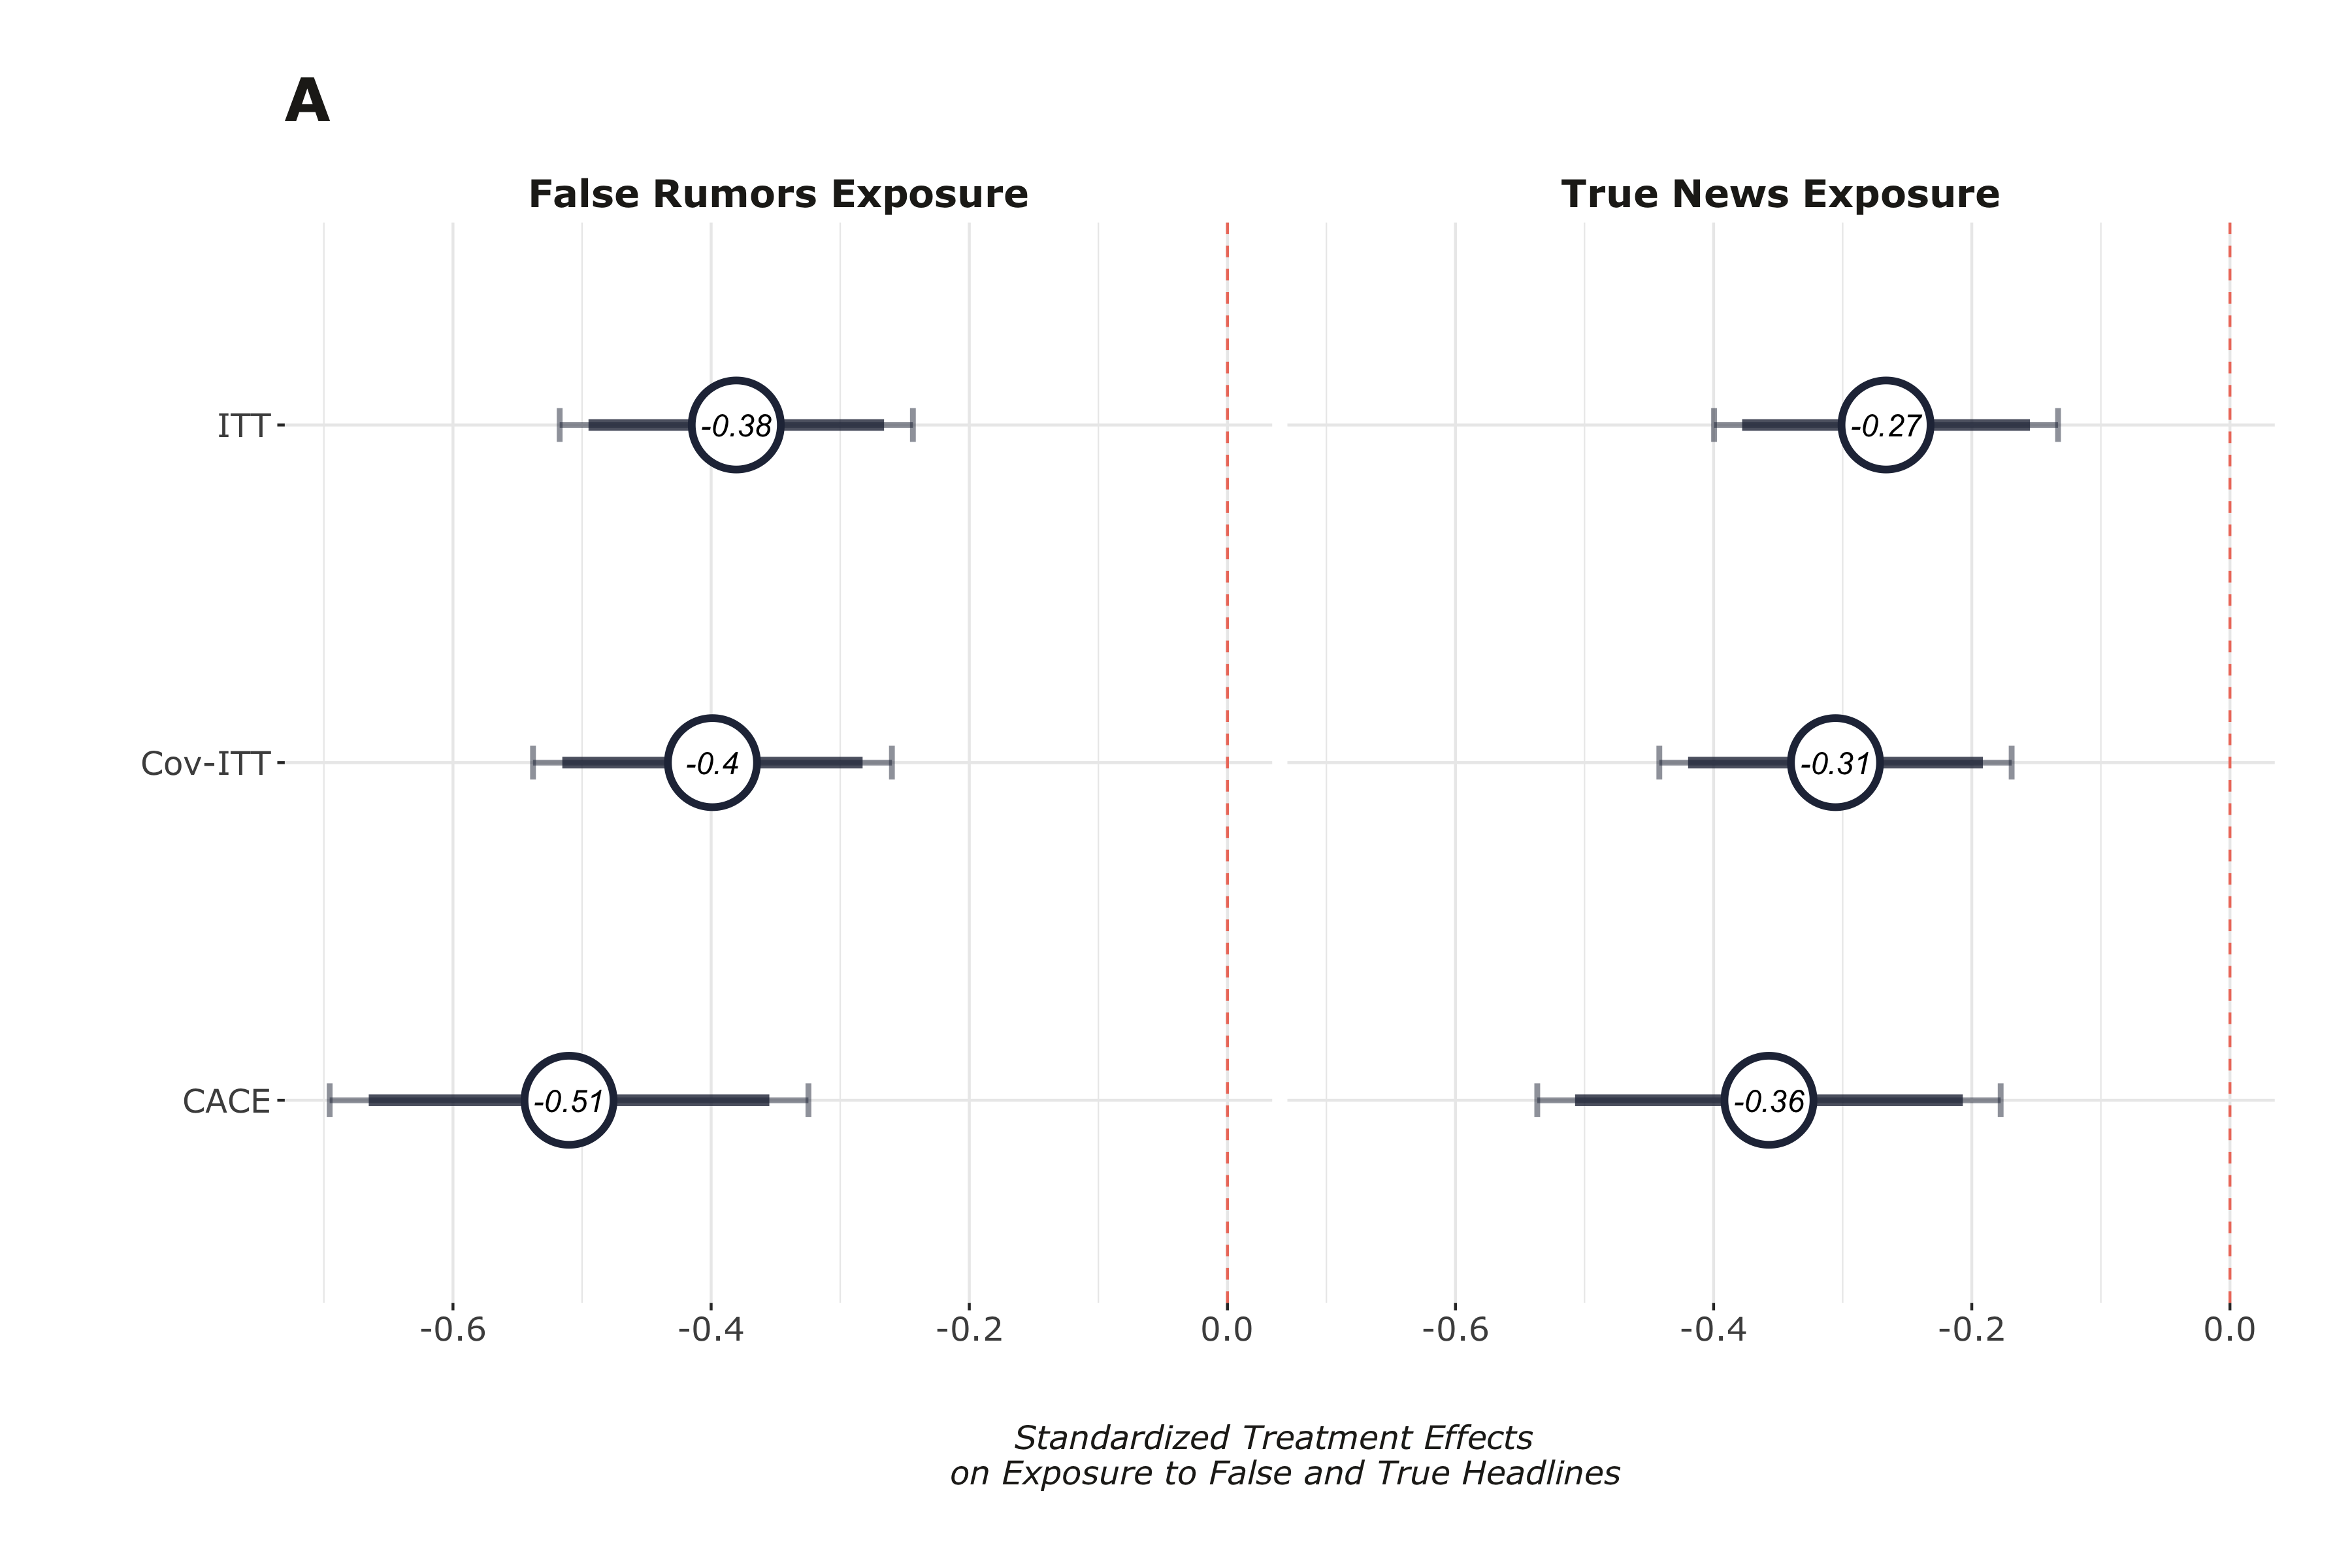 A
False Rumors Exposure
True News Exposure
ITT
-0.38
-0.27
Cov-ITT
-0.4
-0.31
CACE
-0.51
-0.36
-0.6 -0.4 -0.2 0.0
-0.6 -0.4 -0.2 0.0
Standardized Treatment Effects
on Exposure to False and True Headlines